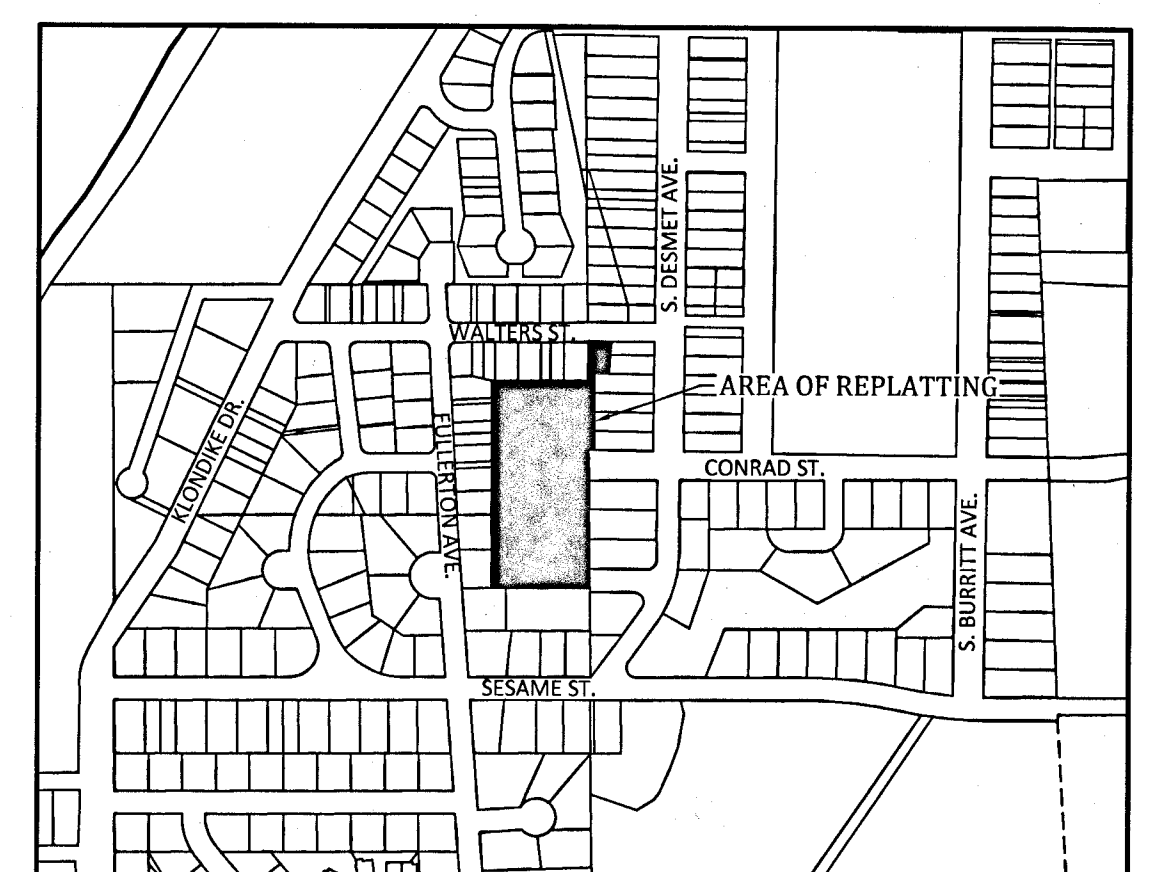 S. DESMET AVE.
WALTERS ST.
AREA OF REPLATTING
KLONDIKE DR.
FULLERTON AVE.
CONRAD ST.
S. BURRITT AVE.
SESAME ST.